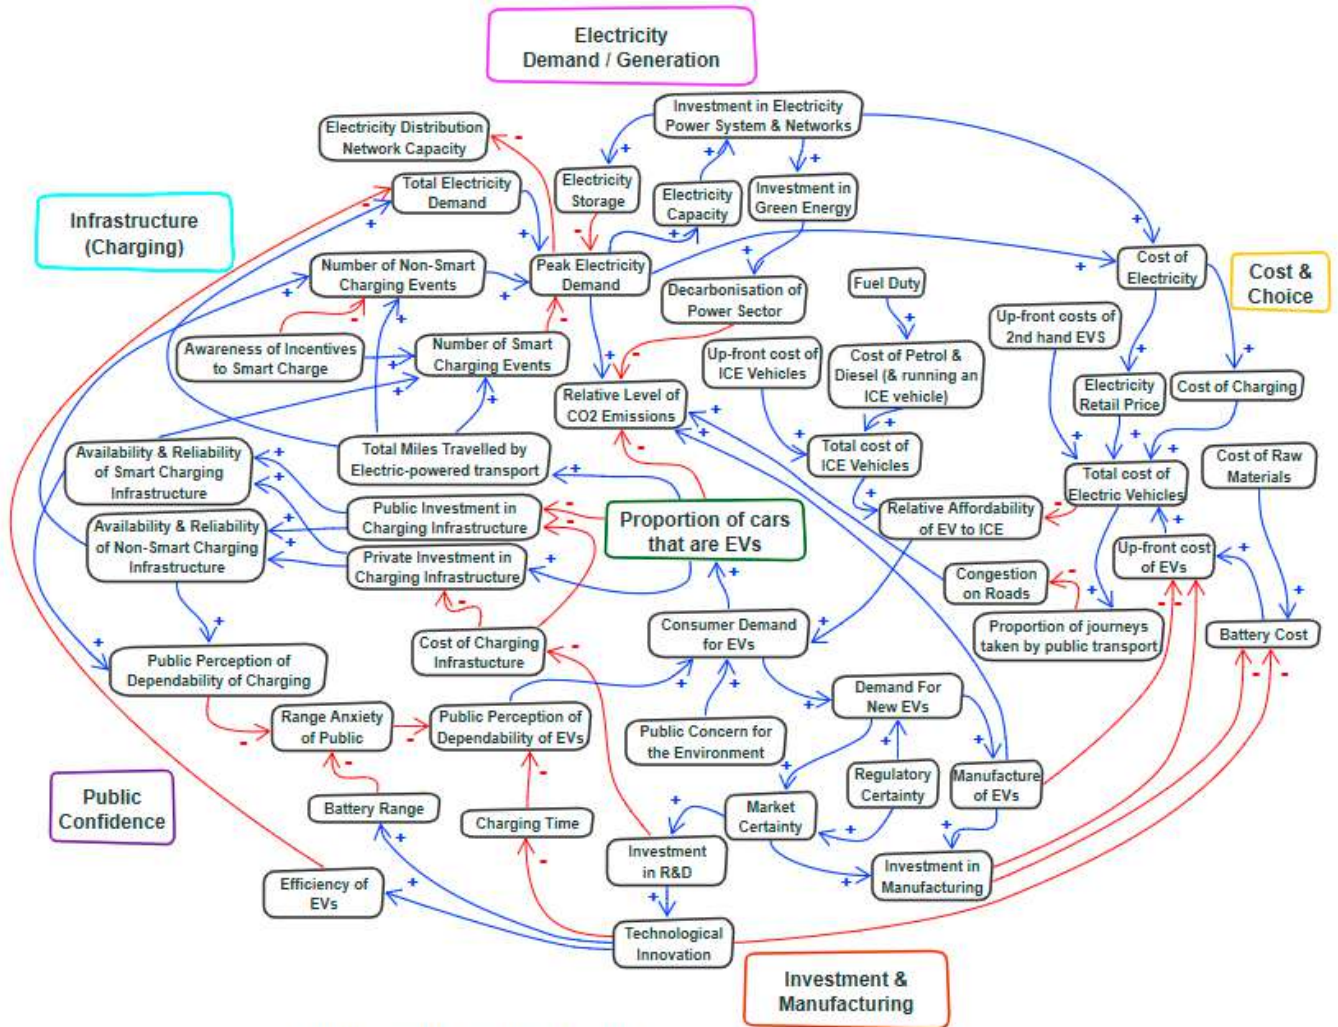 Electricity
Demand / Generation
Investment in Electricity
Power System & Networks
Electricity Distribution
Network Capacity
Total Electricity
Demand
Electricity
Storage
Electricity
Capacity
Investment in
Green Energy
Infrastructure
(Charging)
Number of Non-Smart
Charging Events
Peak Electricity
Demand
Cost of
Electricity
Cost &
Choice
Decarbonisation of
Power Sector
Fuel Duty
Up-front costs of
2nd hand EVS
Awareness of Incentives
to Smart Charge
Number of Smart
Charging Events
Up-front cost of
ICE Vehicles
Cost of Petrol &
Diesel (& running an
ICE vehicle)
Relative Level of
CO2 Emissions
Electricity
Retail Price
Cost of Charging
Availability & Reliability
of Smart Charging
Infrastructure
Total Miles Travelled by
Electric-powered transport
Total cost of
ICE Vehicles
Total cost of
Electric Vehicles
Cost of Raw
Materials
Public Investment in
Charging Infrastructure
Proportion of cars
that are EVs
Relative Affordability
of EV to ICE
Availability & Reliability
of Non-Smart Charging
Infrastructure
Private Investment in
Charging Infrastructure
Up-front cost
of EVs
Congestion
on Roads
Cost of Charging
Infrastucture
Consumer Demand
for EVs
Proportion of journeys
taken by public transport
Battery Cost
Public Perception of
Dependability of Charging
Range Anxiety
of Public
Public Perception of
Dependability of EVs
Public Concern for
the Environment
Demand For
New EVs
Public
Confidence
Battery Range
Charging Time
Market
Certainty
Regulatory
Certainty
Manufacture
of EVs
Investment
in R&D
Investment in
Manufacturing
Efficiency of
EVs
Technological
Innovation
Investment &
Manufacturing